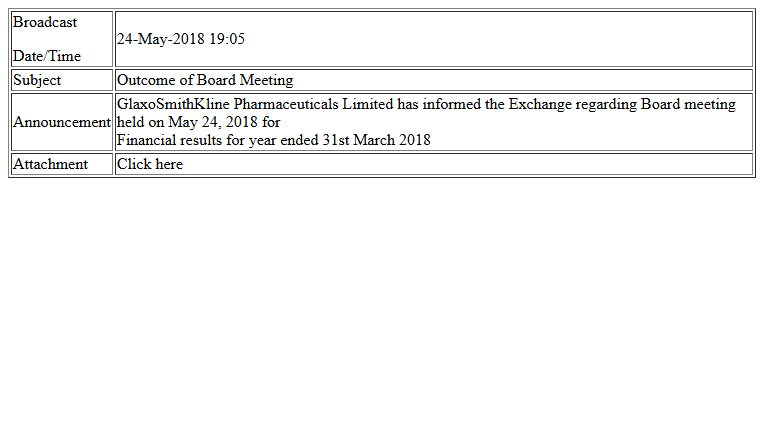 Broadcast
Date/Time
24-May-2018 19:05
Subject
Outcome of Board Meeting
Announcement
GlaxoSmithKline Pharmaceuticals Limited has informed the Exchange regarding Board meeting
held on May 24, 2018 for
Financial results for year ended 31st March 2018
Attachment
Click here